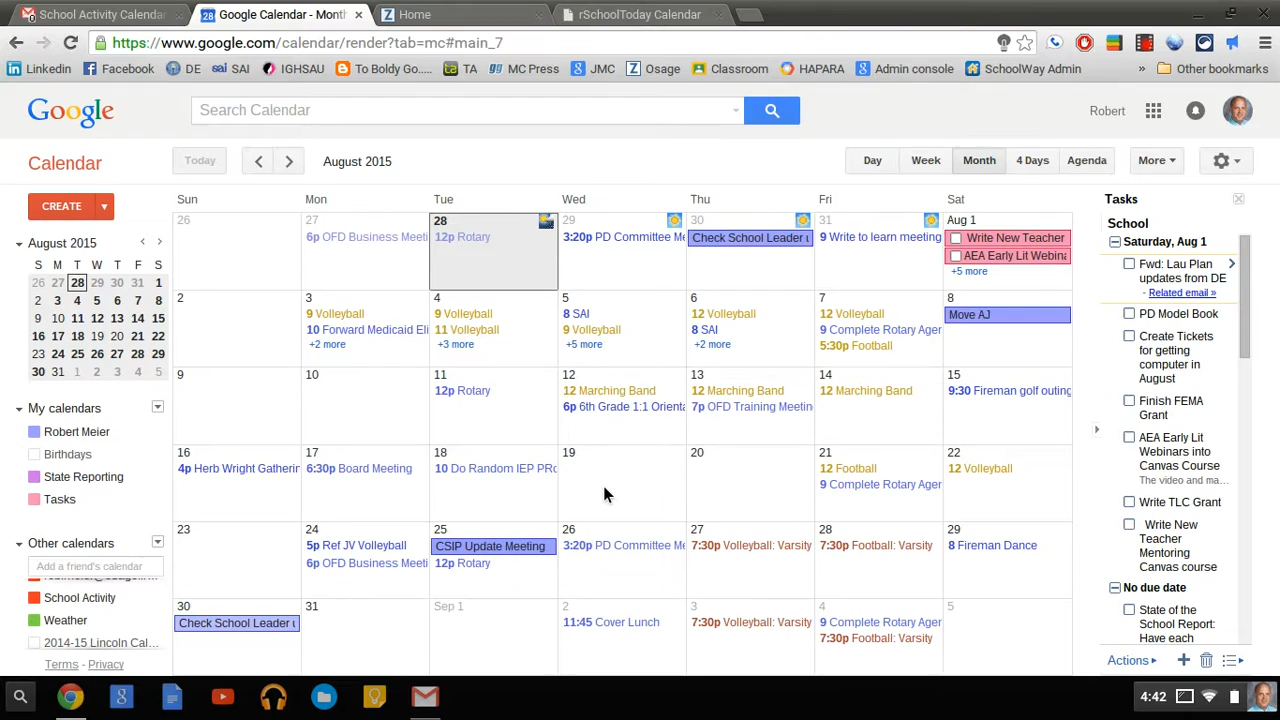 School Activity Calendar
Google Calendar - Month
Home
rSchoolToday Calendar
https://www.google.com/calendar/render?tab=mc#main_7
Linkedin
Facebook
DE
SAI
IGHSAU
To Boldy Go.....
TA
MC Press
JMC
Osage
Classroom
HAPARA
Admin console
SchoolWay Admin
»
Other bookmarks
Google
Search Calendar
Robert
Calendar
Today
August 2015
Day
Week
Month
4 Days
Agenda
More
CREATE
August 2015
S M T W T F S
26 27 28 29 30 31 1
2 3 4 5 6 7 8
9 10 11 12 13 14 15
16 17 18 19 20 21 22
23 24 25 26 27 28 29
30 31 1 2 3 4 5
My calendars
Robert Meier
Birthdays
State Reporting
Tasks
Other calendars
Add a friend's calendar
School Activity
Weather
2014-15 Lincoln Cal...
Terms - Privacy
Sun Mon Tue Wed Thu Fri Sat
26 27 28 29 30 31 Aug 1
6p OFD Business Meeti
12p Rotary
3:20p PD Committee Me
Check School Leader u
9 Write to learn meeting
Write New Teacher
AEA Early Lit Webina
+5 more
2 3 4 5 6 7 8
9 Volleyball
10 Forward Medicaid Eli
+2 more
9 Volleyball
11 Volleyball
+3 more
8 SAI
9 Volleyball
+5 more
12 Volleyball
8 SAI
+2 more
12 Volleyball
9 Complete Rotary Agen
5:30p Football
Move AJ
9 10 11 12 13 14 15
12p Rotary
12 Marching Band
6p 6th Grade 1:1 Orienta
12 Marching Band
7p OFD Training Meeting
12 Marching Band
9:30 Fireman golf outing
16 17 18 19 20 21 22
4p Herb Wright Gatherin
6:30p Board Meeting
10 Do Random IEP PRo
12 Football
9 Complete Rotary Agen
12 Volleyball
23 24 25 26 27 28 29
5p Ref JV Volleyball
6p OFD Business Meeti
CSIP Update Meeting
12p Rotary
3:20p PD Committee Me
7:30p Volleyball: Varsity
7:30p Football: Varsity
8 Fireman Dance
30 31 Sep 1 2 3 4 5
Check School Leader u
11:45 Cover Lunch
7:30p Volleyball: Varsity
9 Complete Rotary Agen
7:30p Football: Varsity
Tasks
School
Saturday, Aug 1
Fwd: Lau Plan
updates from DE
- Related email »
PD Model Book
Create Tickets
for getting
computer in
August
Finish FEMA
Grant
AEA Early Lit
Webinars into
Canvas Course
The video and ma...
Write TLC Grant
Write New
Teacher
Mentoring
Canvas course
No due date
State of the
School Report:
Have each
Actions
4:42